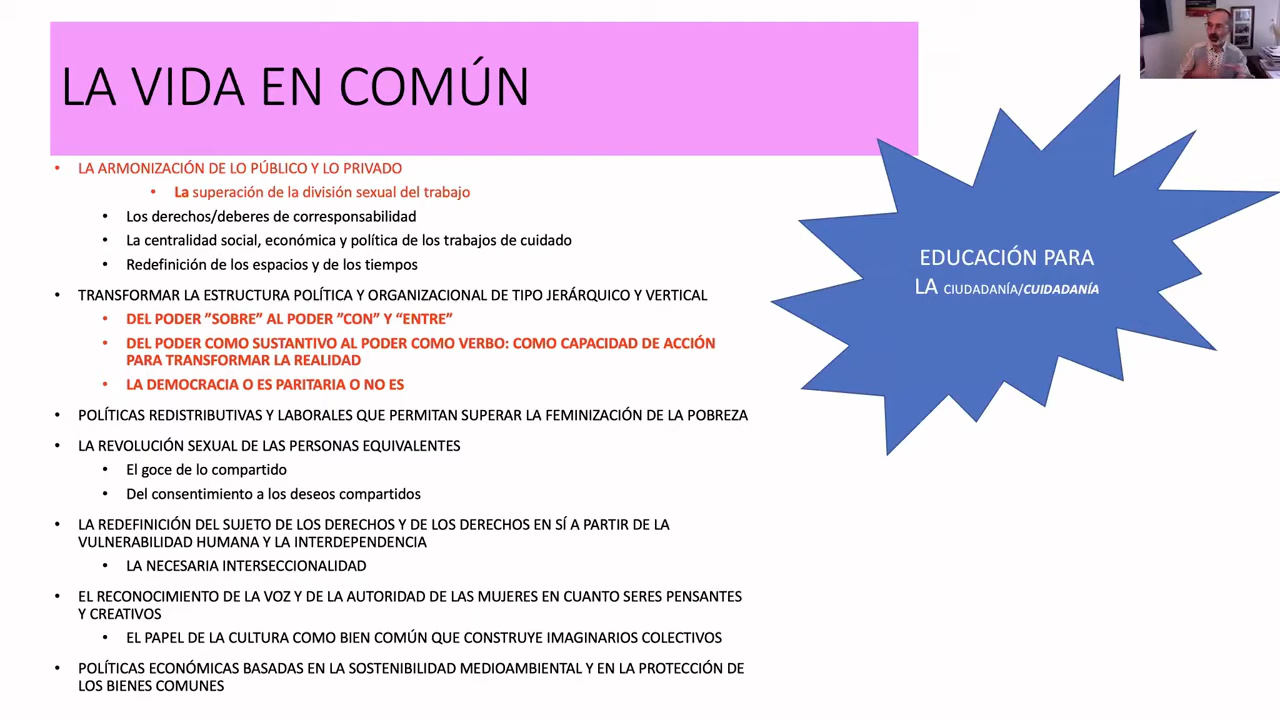 LA VIDA EN COMÚN
• LA ARMONIZACIÓN DE LO PÚBLICO Y LO PRIVADO
• La superación de la división sexual del trabajo
• Los derechos/deberes de corresponsabilidad
• La centralidad social, económica y política de los trabajos de cuidado
• Redefinición de los espacios y de los tiempos
• TRANSFORMAR LA ESTRUCTURA POLÍTICA Y ORGANIZACIONAL DE TIPO JERÁRQUICO Y VERTICAL
• DEL PODER ”SOBRE” AL PODER ”CON” Y “ENTRE”
• DEL PODER COMO SUSTANTIVO AL PODER COMO VERBO: COMO CAPACIDAD DE ACCIÓN
PARA TRANSFORMAR LA REALIDAD
• LA DEMOCRACIA O ES PARITARIA O NO ES
• POLÍTICAS REDISTRIBUTIVAS Y LABORALES QUE PERMITAN SUPERAR LA FEMINIZACIÓN DE LA POBREZA
• LA REVOLUCIÓN SEXUAL DE LAS PERSONAS EQUIVALENTES
• El goce de lo compartido
• Del consentimiento a los deseos compartidos
• LA REDEFINICIÓN DEL SUJETO DE LOS DERECHOS Y DE LOS DERECHOS EN SÍ A PARTIR DE LA
VULNERABILIDAD HUMANA Y LA INTERDEPENDENCIA
• LA NECESARIA INTERSECCIONALIDAD
• EL RECONOCIMIENTO DE LA VOZ Y DE LA AUTORIDAD DE LAS MUJERES EN CUANTO SERES PENSANTES
Y CREATIVOS
• EL PAPEL DE LA CULTURA COMO BIEN COMÚN QUE CONSTRUYE IMAGINARIOS COLECTIVOS
• POLÍTICAS ECONÓMICAS BASADAS EN LA SOSTENIBILIDAD MEDIOAMBIENTAL Y EN LA PROTECCIÓN DE
LOS BIENES COMUNES
EDUCACIÓN PARA
LA CIUDADANÍA/CUIDADANÍA